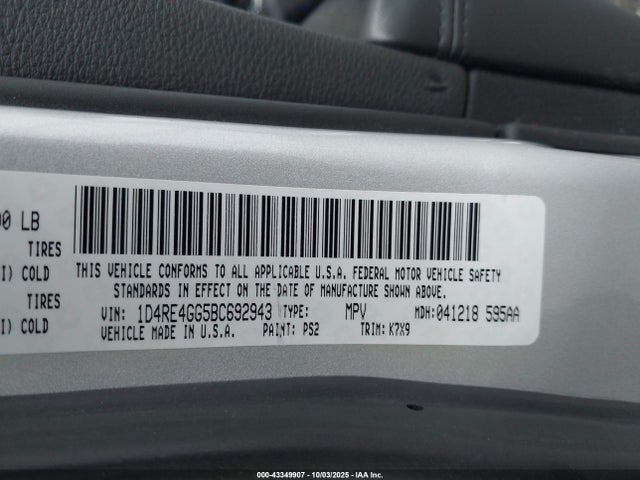 00 LB
TIRES
I) COLD
TIRES
I) COLD
THIS VEHICLE CONFORMS TO ALL APPLICABLE U.S.A. FEDERAL MOTOR VEHICLE SAFETY
STANDARDS IN EFFECT ON THE DATE OF MANUFACTURE SHOWN ABOVE.
VIN: 1D4RE4GG5BC692943 TYPE: MPV MDH: 041218 595AA
VEHICLE MADE IN U.S.A. PAINT: PS2 TRIM: K7X9
000-43349907 - 10/03/2025 - IAA Inc.